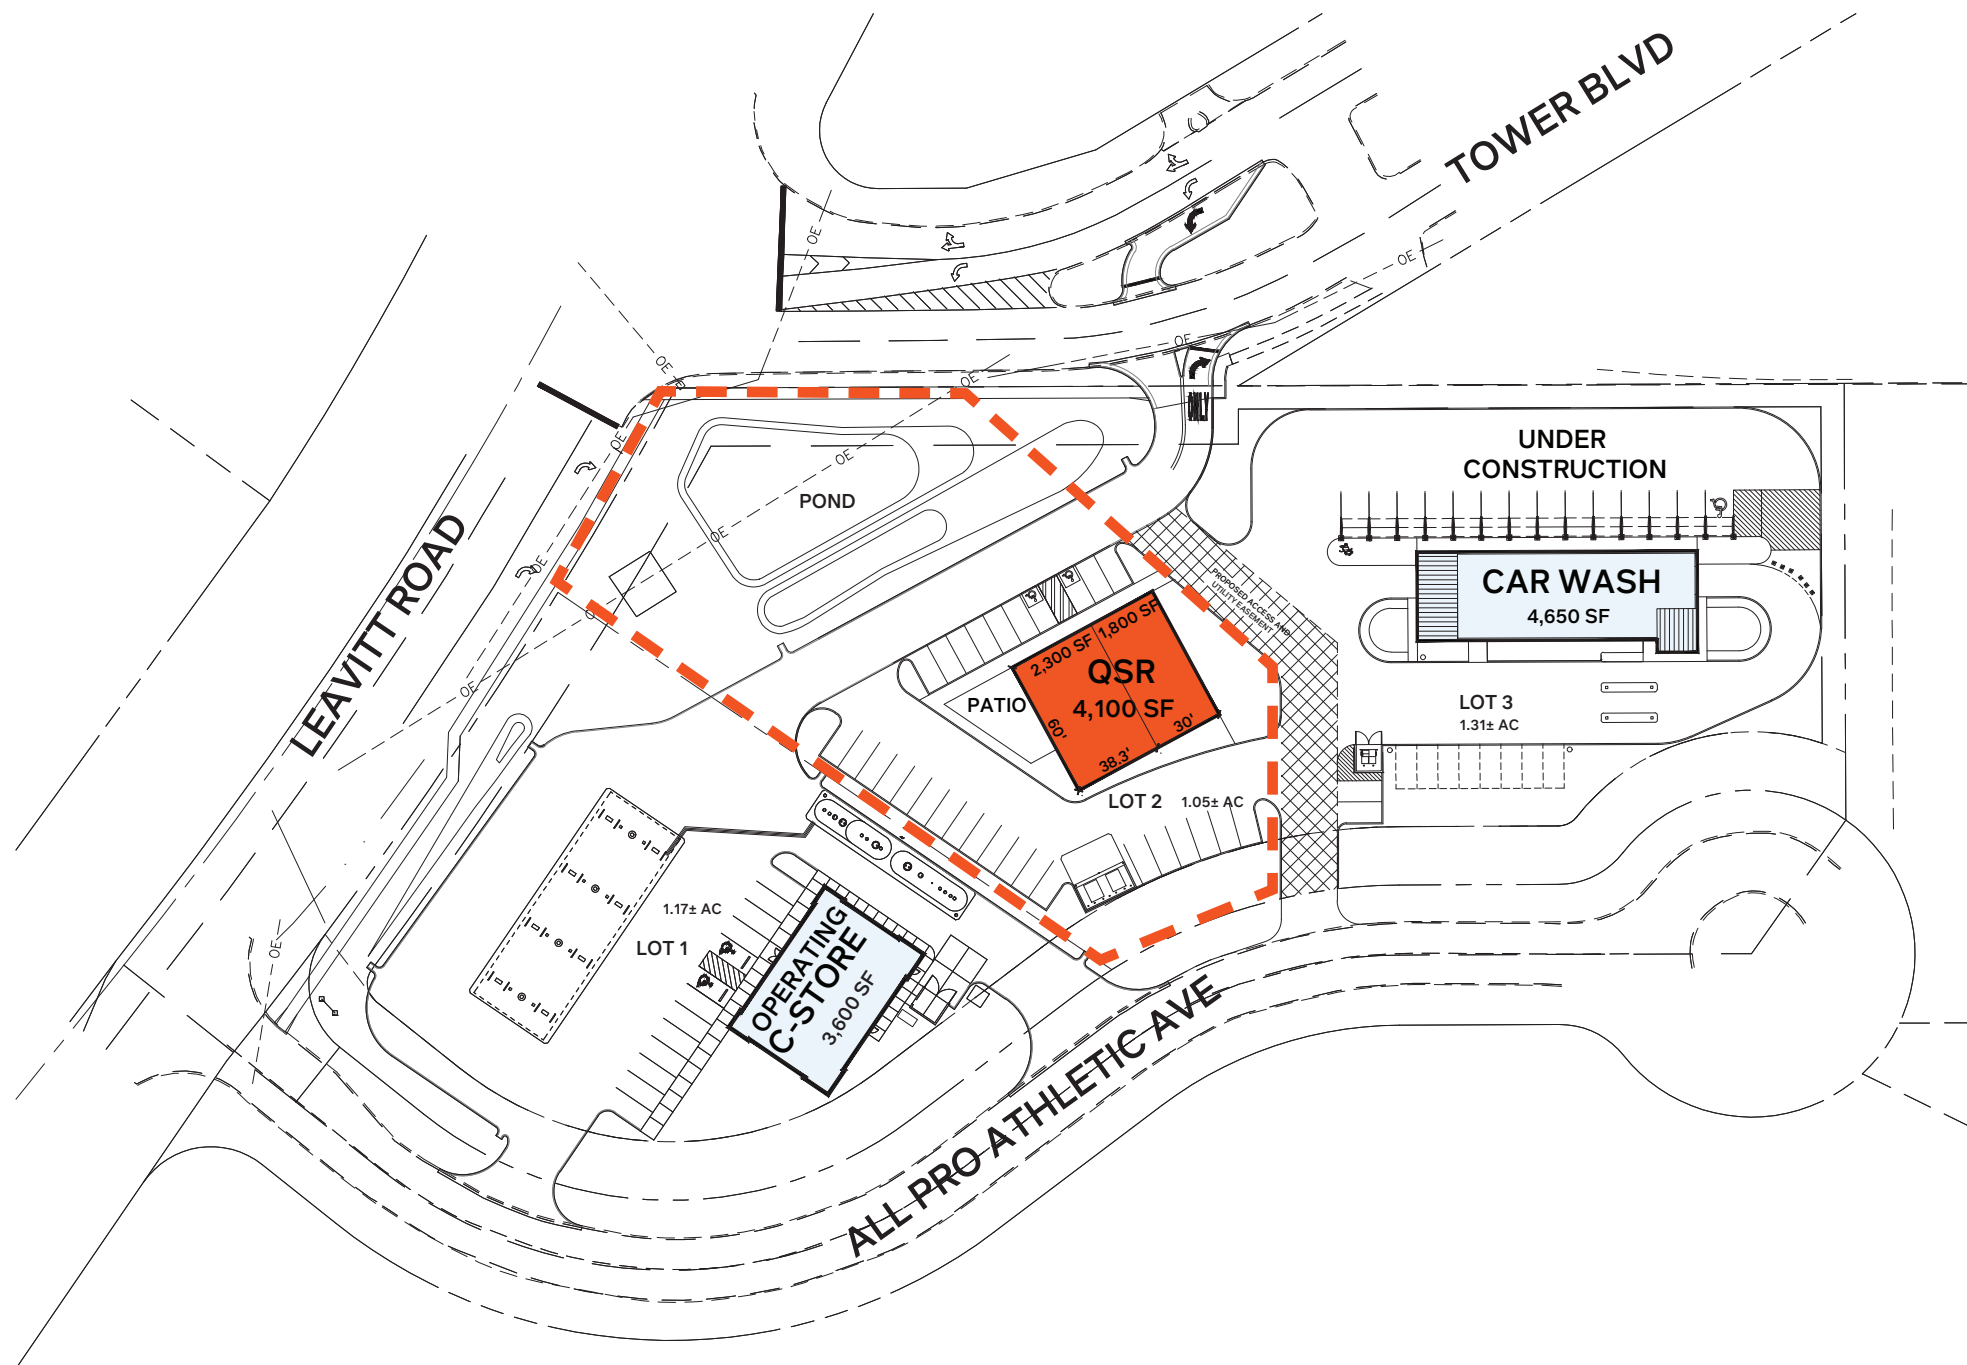 TOWER BLVD
OE
OE
OE
OE
OE
ONLY
OE
UNDER
CONSTRUCTION
OE
POND
OE
OE
OE
LEAVITT ROAD
PROPOSED ACCESS AND
UTILITY EASEMENT
CAR WASH
4,650 SF
2,300 SF
1,800 SF
QSR
4,100 SF
PATIO
60'
30'
38.3'
OE
LOT 3
1.31± AC
LOT 2
1.05± AC
1.17± AC
LOT 1
OPERATING
C-STORE
3,600 SF
OE
ALL PRO ATHLETIC AVE